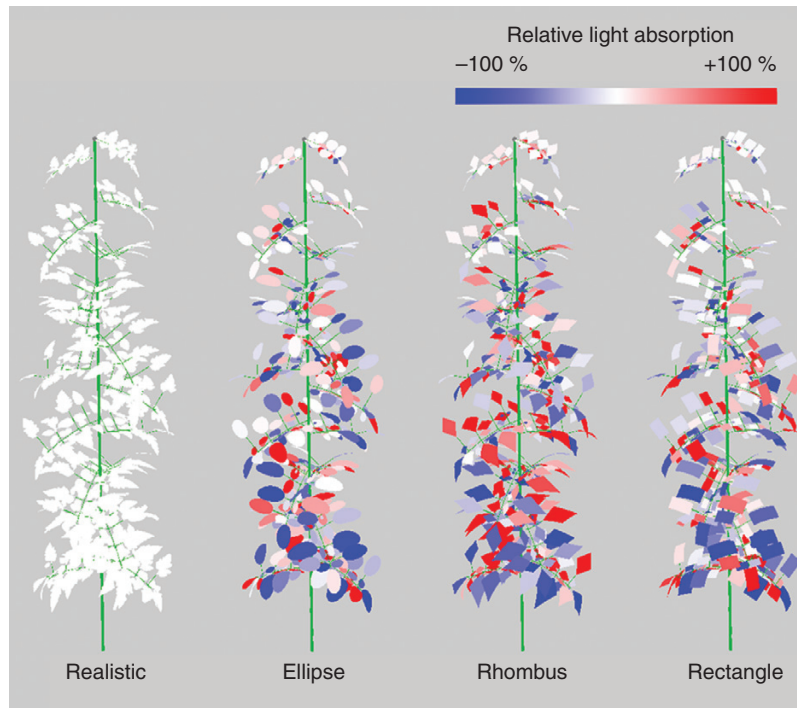 Relative light absorption
–100 % +100 %
Realistic Ellipse Rhombus Rectangle